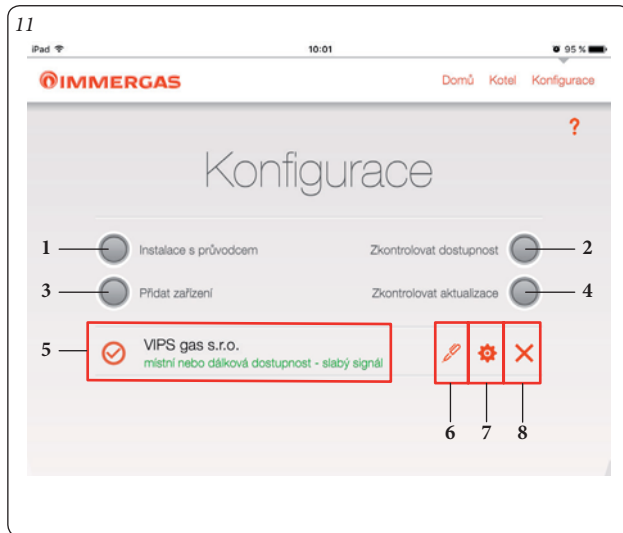 11
iPad 10:01 95 %
IMMERGAS Domů Kotel Konfigurace
?
Konfigurace
1 Instalace s průvodcem Zkontrolovat dostupnost 2
3 Přidat zařízení Zkontrolovat aktualizace 4
5 VIPS gas s.r.o.
místní nebo dálková dostupnost - slabý signál
6 7 8